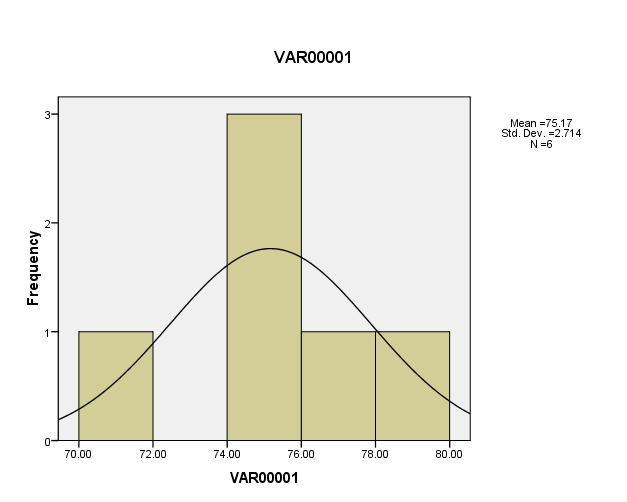 VAR00001
Mean =75.17
Std. Dev. =2.714
N =6
3
2
1
0
Frequency
70.00 72.00 74.00 76.00 78.00 80.00
VAR00001